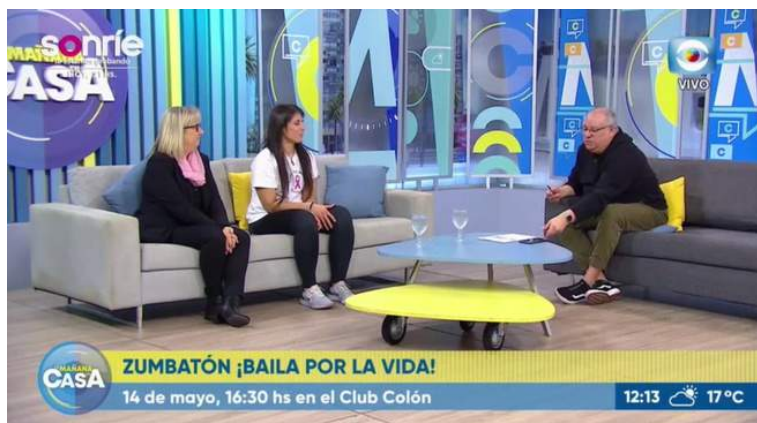 MAÑANA
sonríe
CASA
VIVO
C
C
C
C
C
MAÑANA
CASA
ZUMBATÓN ¡BAILA POR LA VIDA!
14 de mayo, 16:30 hs en el Club Colón
12:13
17°C